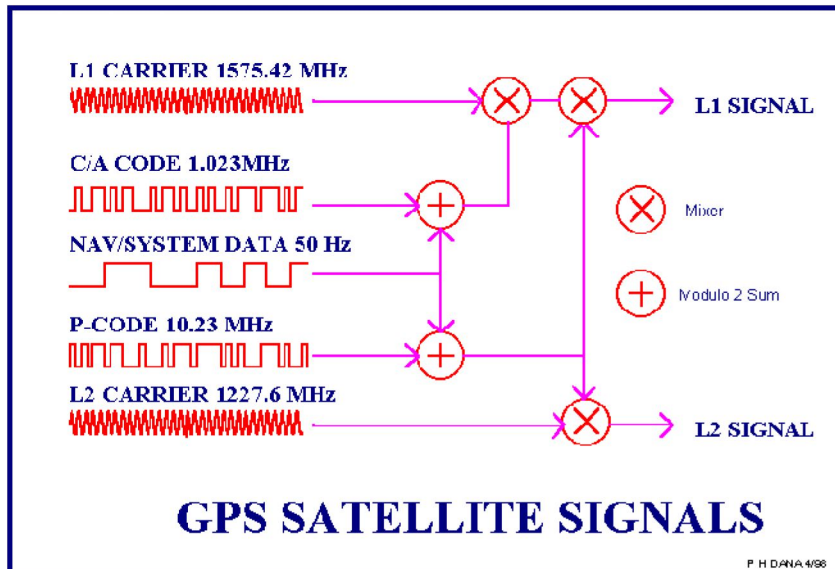 L1 CARRIER 1575.42 MHz
L1 SIGNAL
C/A CODE 1.023MHz
Mixer
NAV/SYSTEM DATA 50 Hz
Modulo 2 Sum
P-CODE 10.23 MHz
L2 CARRIER 1227.6 MHz
L2 SIGNAL
GPS SATELLITE SIGNALS
P H DANA 4/98